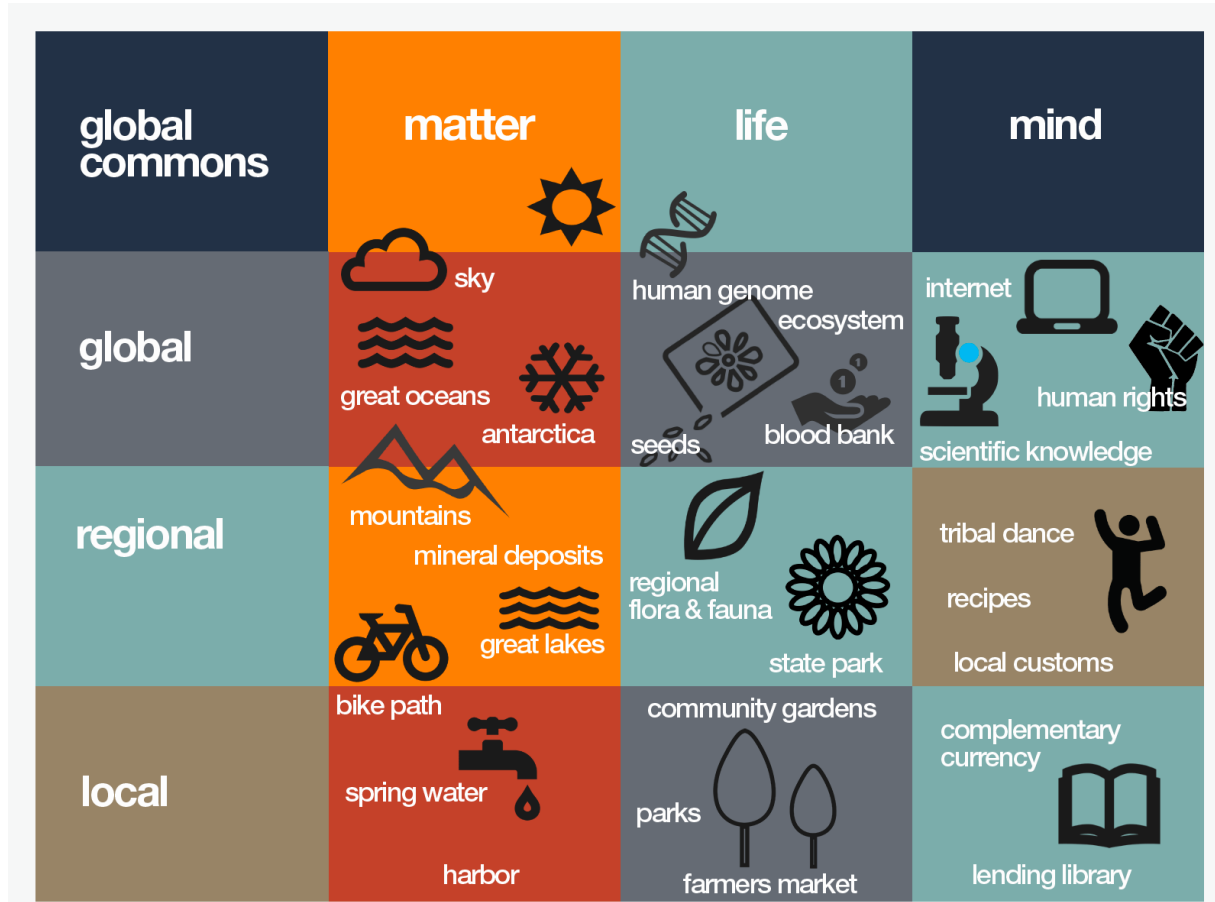 global
commons
matter
life
mind
global
sky
great oceans
antarctica
human genome
ecosystem
1
1
seeds
blood bank
internet
human rights
scientific knowledge
regional
mountains
mineral deposits
great lakes
regional
flora & fauna
state park
tribal dance
recipes
local customs
local
bike path
spring water
harbor
community gardens
parks
farmers market
complementary
currency
lending library